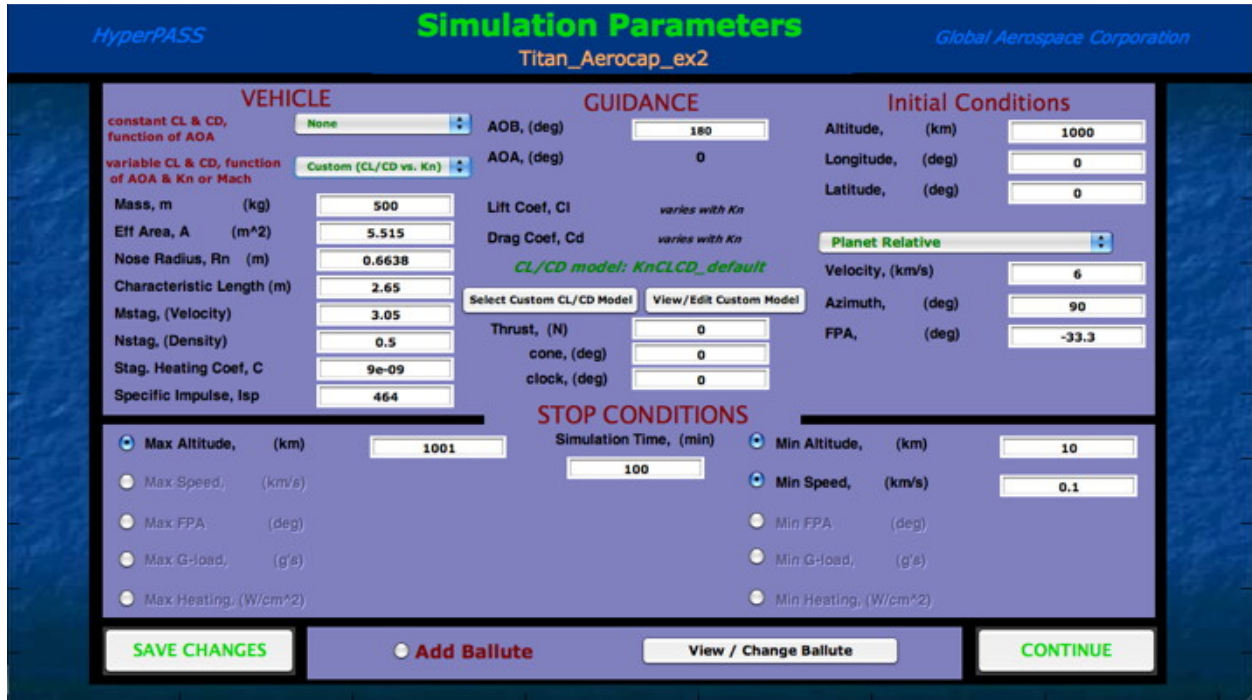 HyperPASS
Simulation Parameters
Titan_Aerocap_ex2
Global Aerospace Corporation
VEHICLE
constant CL & CD,
function of AOA
None
variable CL & CD, function
of AOA & Kn or Mach
Custom (CL/CD vs. Kn)
Mass, m (kg) 500
Eff Area, A (m^2) 5.515
Nose Radius, Rn (m) 0.6638
Characteristic Length (m) 2.65
Mstag, (Velocity) 3.05
Nstag, (Density) 0.5
Stag. Heating Coef, C 9e-09
Specific Impulse, Isp 464
GUIDANCE
AOB, (deg) 180
AOA, (deg) 0
Lift Coef, Cl varies with Kn
Drag Coef, Cd varies with Kn
CL/CD model: KnCLCD_default
Select Custom CL/CD Model View/Edit Custom Model
Thrust, (N) 0
cone, (deg) 0
clock, (deg) 0
Initial Conditions
Altitude, (km) 1000
Longitude, (deg) 0
Latitude, (deg) 0
Planet Relative
Velocity, (km/s) 6
Azimuth, (deg) 90
FPA, (deg) -33.3
STOP CONDITIONS
Max Altitude, (km) 1001
Max Speed, (km/s)
Max FPA (deg)
Max G-load, (g's)
Max Heating, (W/cm^2)
Simulation Time, (min)
100
Min Altitude, (km) 10
Min Speed, (km/s) 0.1
Min FPA (deg)
Min G-load, (g's)
Min Heating, (W/cm^2)
SAVE CHANGES
Add Ballute
View / Change Ballute
CONTINUE